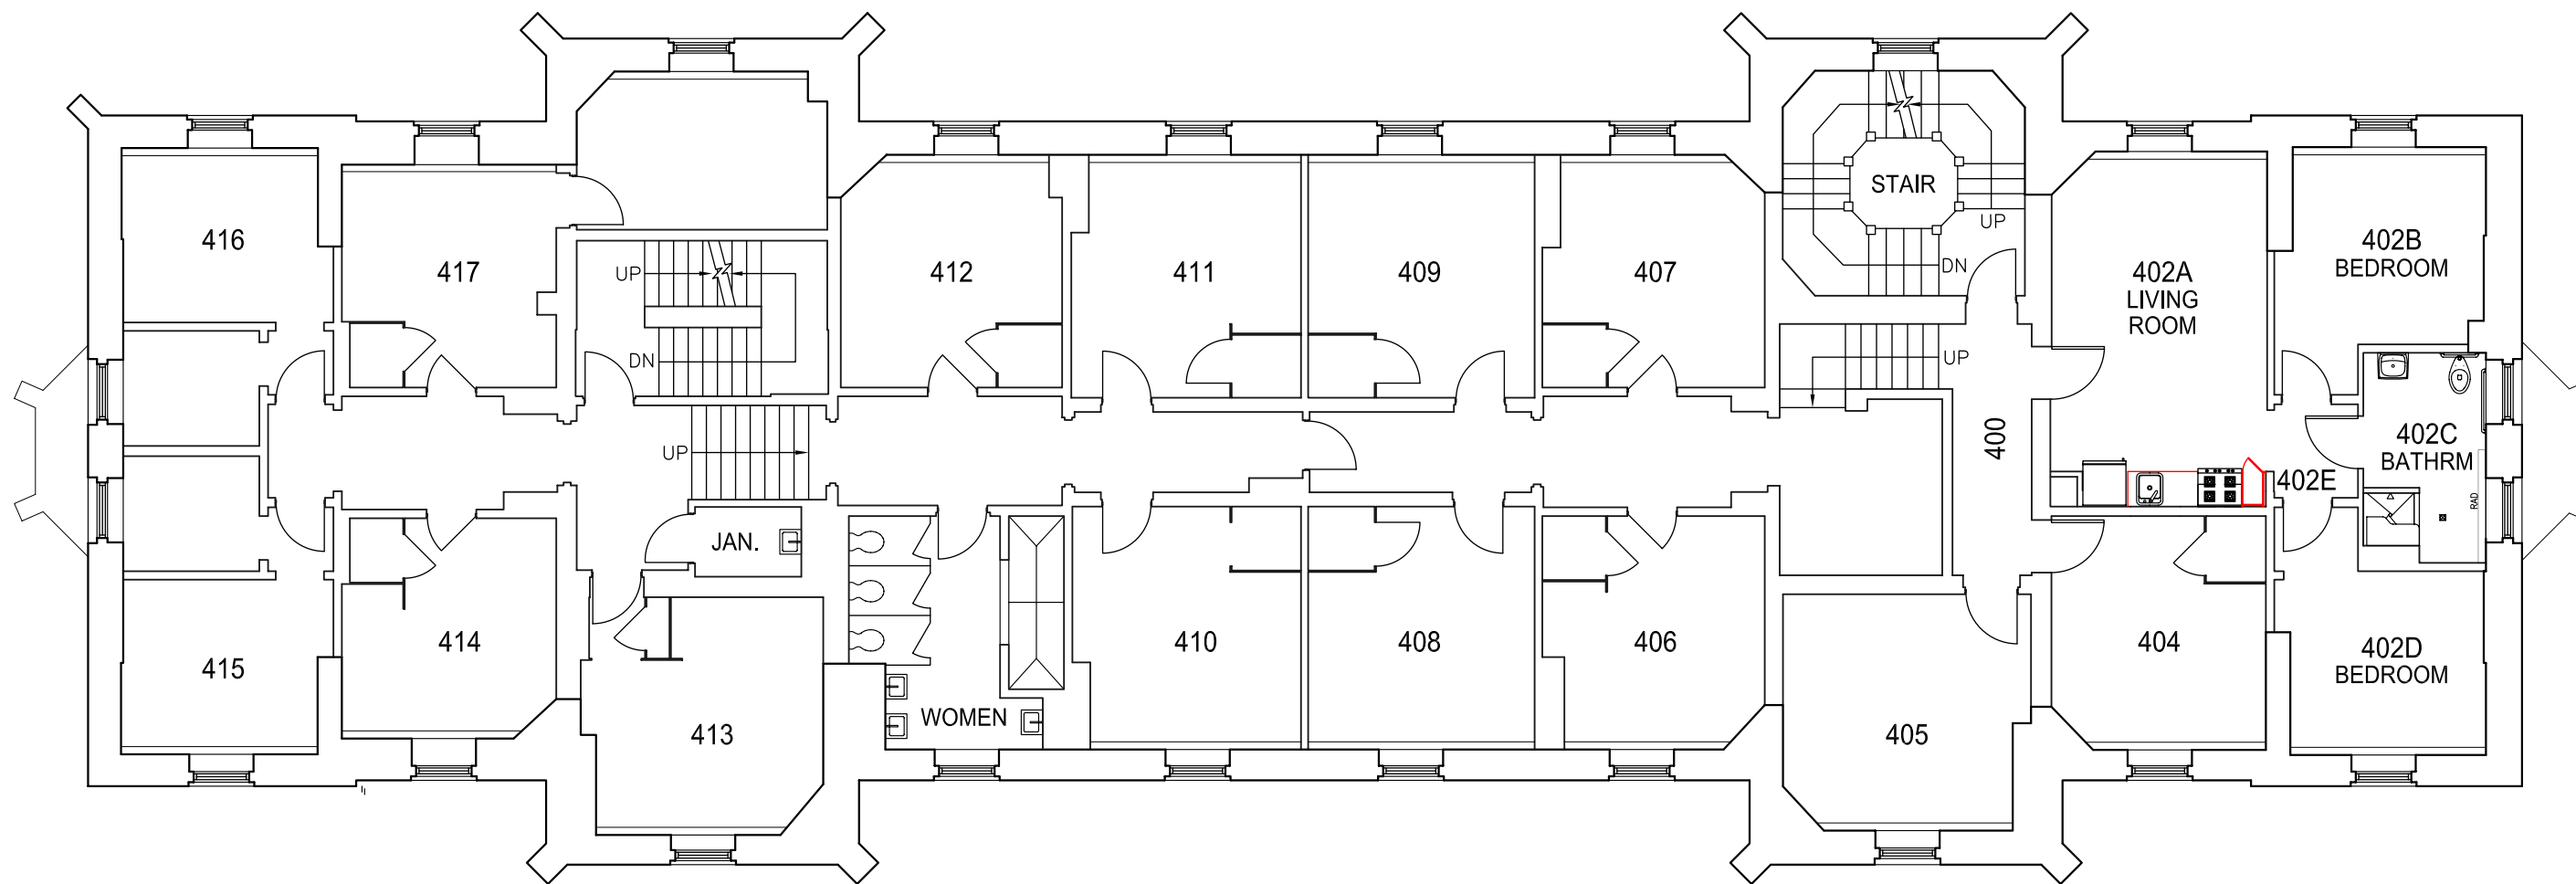 STAIR
UP
DN
416
417
UP
DN
412
411
409
407
402A
LIVING
ROOM
402B
BEDROOM
UP
UP
400
402C
BATHRM
402E
RAD
JAN.
415
414
413
WOMEN
410
408
406
405
404
402D
BEDROOM